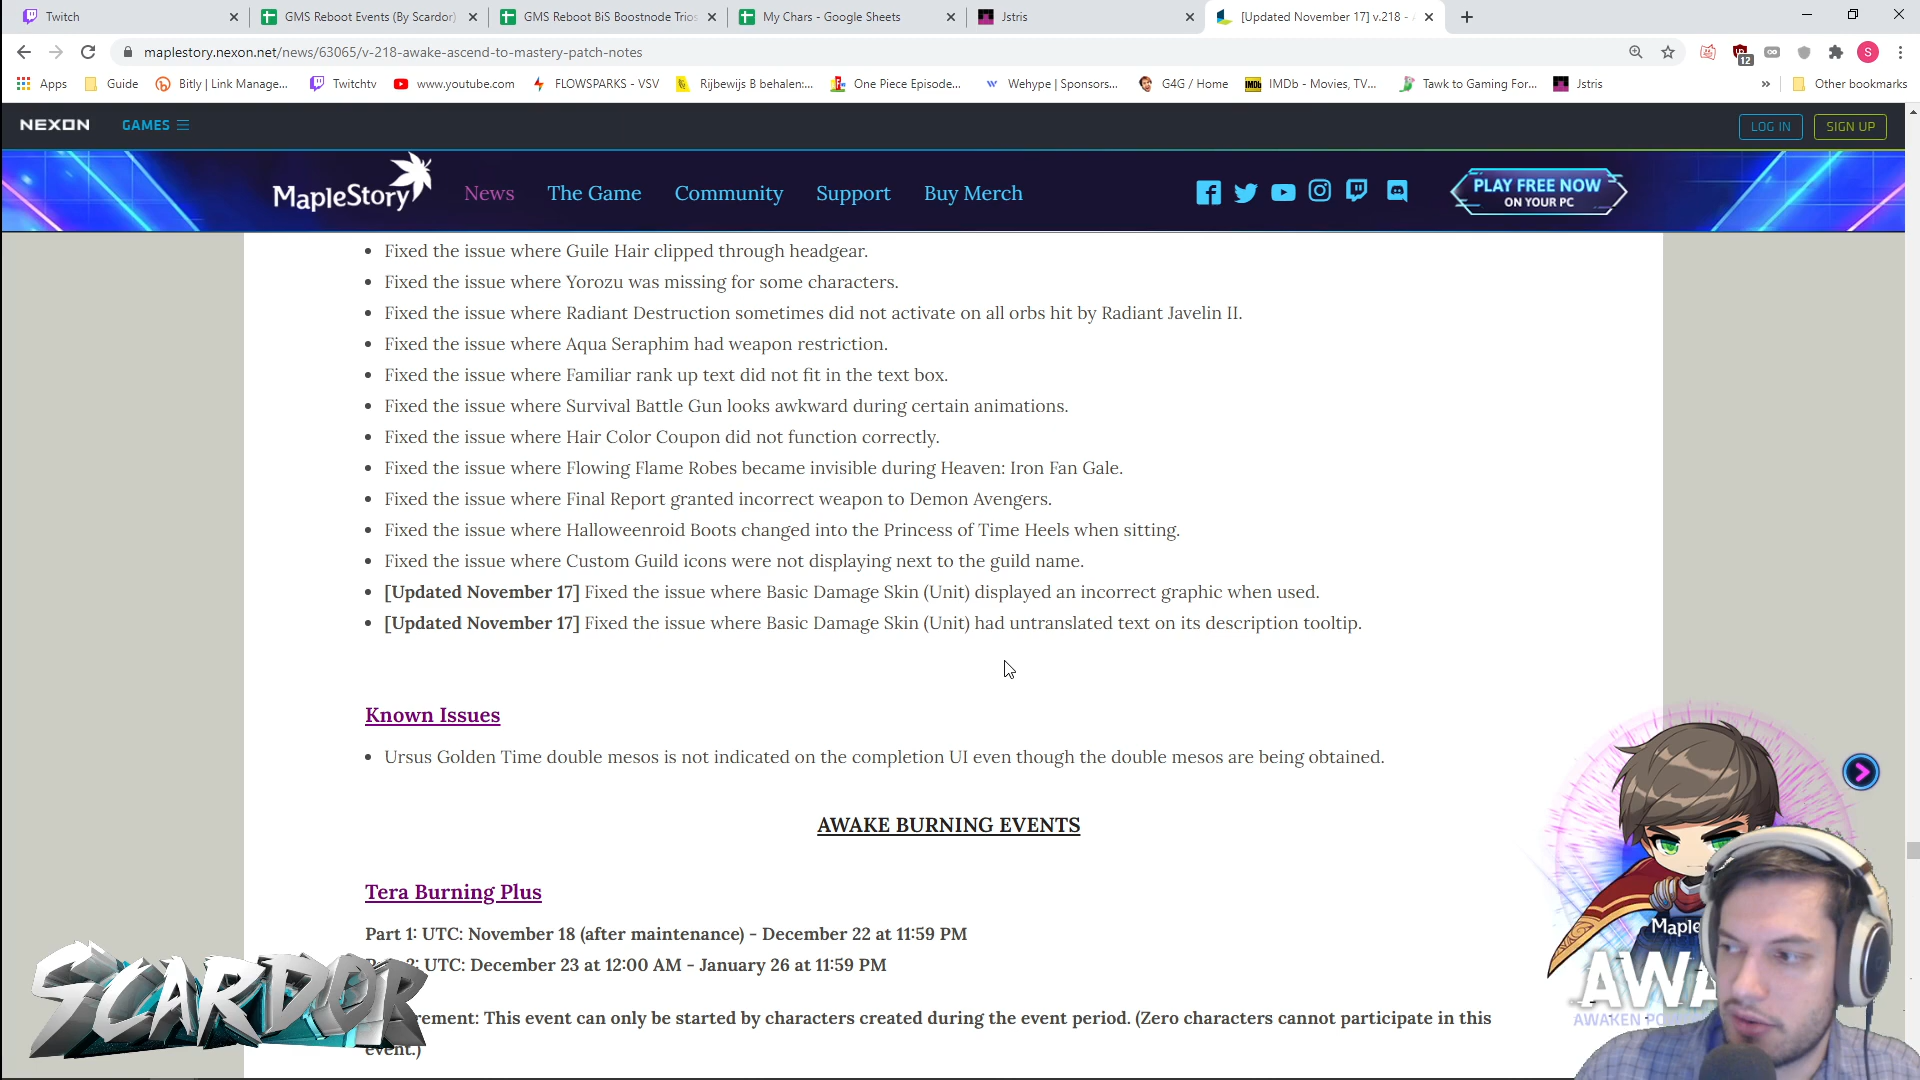 Twitch
GMS Reboot Events (By Scardor)
GMS Reboot BiS Boostnode Trios
My Chars - Google Sheets
Jstris
[Updated November 17] v.218 -
maplestory.nexon.net/news/63065/v-218-awake-ascend-to-mastery-patch-notes
12
S
Apps
Guide
Bitly | Link Manage...
Twitchtv
www.youtube.com
FLOWSPARKS - VSV
Rijbewijs B behalen:...
One Piece Episode...
Wehype | Sponsors...
G4G / Home
IMDb - Movies, TV...
Tawk to Gaming For...
Jstris
Other bookmarks
NEXON
GAMES
LOG IN
SIGN UP
MapleStory
News
The Game
Community
Support
Buy Merch
PLAY FREE NOW
ON YOUR PC
• Fixed the issue where Guile Hair clipped through headgear.
• Fixed the issue where Yorozu was missing for some characters.
• Fixed the issue where Radiant Destruction sometimes did not activate on all orbs hit by Radiant Javelin II.
• Fixed the issue where Aqua Seraphim had weapon restriction.
• Fixed the issue where Familiar rank up text did not fit in the text box.
• Fixed the issue where Survival Battle Gun looks awkward during certain animations.
• Fixed the issue where Hair Color Coupon did not function correctly.
• Fixed the issue where Flowing Flame Robes became invisible during Heaven: Iron Fan Gale.
• Fixed the issue where Final Report granted incorrect weapon to Demon Avengers.
• Fixed the issue where Halloweenroid Boots changed into the Princess of Time Heels when sitting.
• Fixed the issue where Custom Guild icons were not displaying next to the guild name.
• [Updated November 17] Fixed the issue where Basic Damage Skin (Unit) displayed an incorrect graphic when used.
• [Updated November 17] Fixed the issue where Basic Damage Skin (Unit) had untranslated text on its description tooltip.
Known Issues
• Ursus Golden Time double mesos is not indicated on the completion UI even though the double mesos are being obtained.
AWAKE BURNING EVENTS
Tera Burning Plus
Part 1: UTC: November 18 (after maintenance) - December 22 at 11:59 PM
UTC: December 23 at 12:00 AM - January 26 at 11:59 PM
rement: This event can only be started by characters created during the event period. (Zero characters cannot participate in this
event.)
SCARDOR
Maple
AWA
AWAKEN